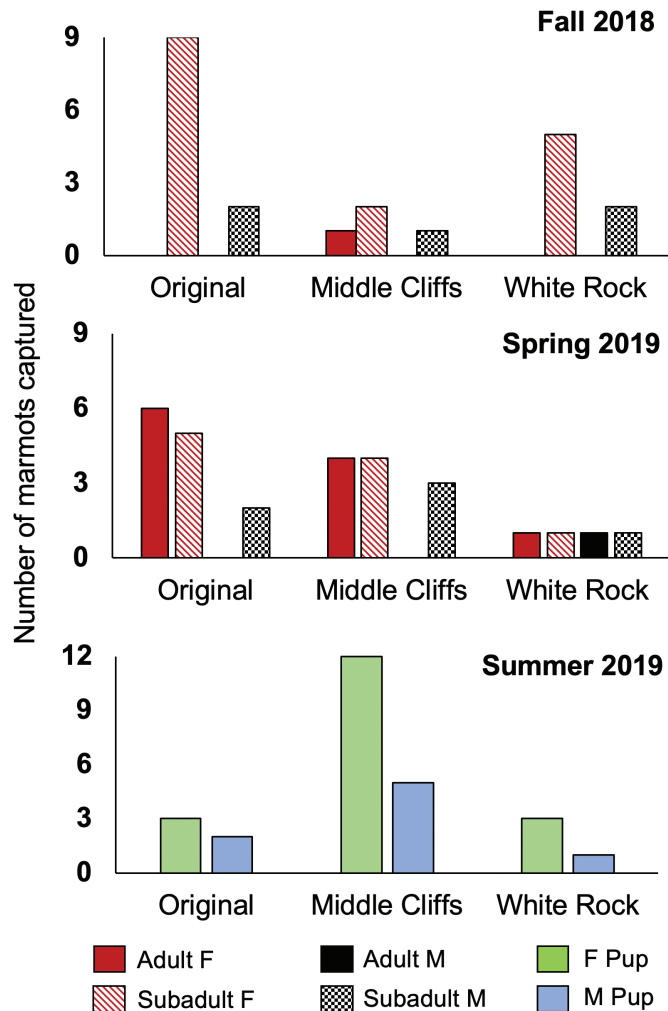 Fall 2018
9
6
3
0
Original Middle Cliffs White Rock
Number of marmots captured
Spring 2019
9
6
3
0
Original Middle Cliffs White Rock
Summer 2019
12
9
6
3
0
Original Middle Cliffs White Rock
Adult F Adult M F Pup
Subadult F Subadult M M Pup